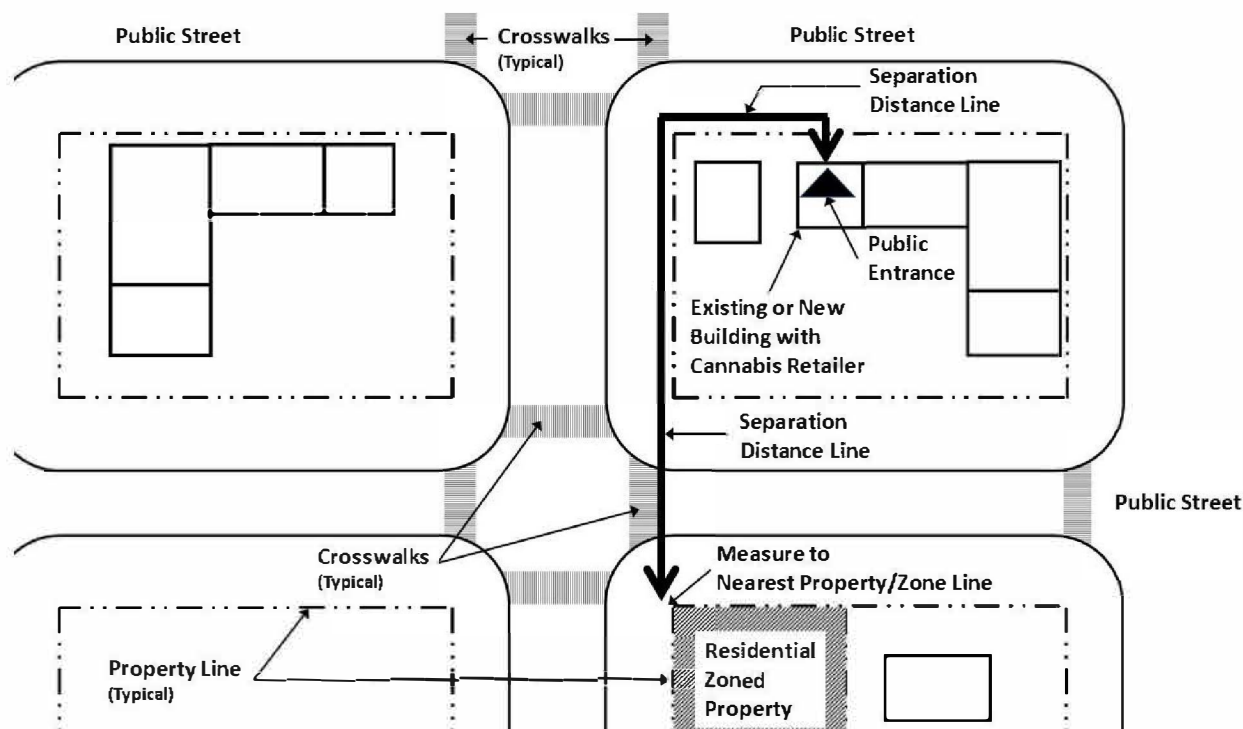 Public Street
Crosswalks
(Typical)
Public Street
Separation
Distance Line
Public
Entrance
Existing or New
Building with
Cannabis Retailer
Separation
Distance Line
Public Street
Crosswalks
(Typical)
Measure to
Nearest Property/Zone Line
Property Line
(Typical)
Residential
Zoned
Property